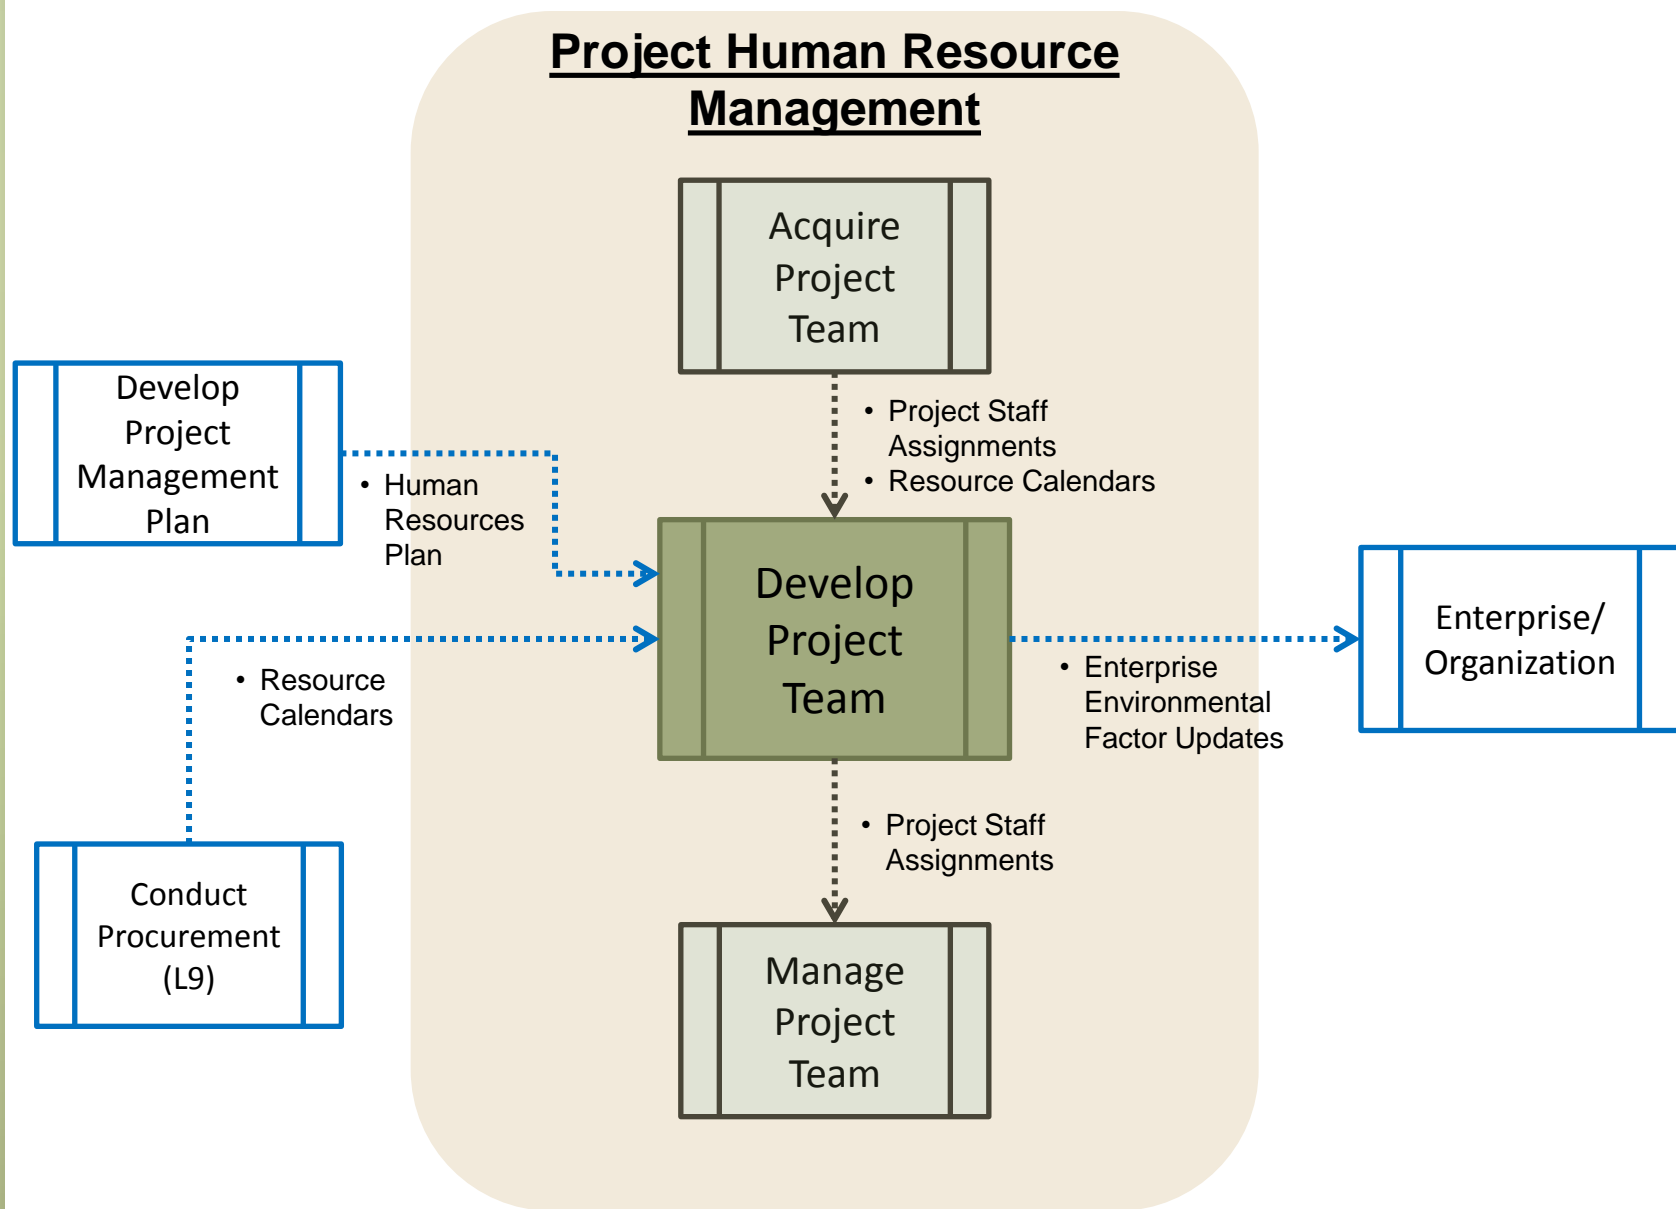 Project Human Resource
Management
Acquire
Project
Team
• Project Staff
Assignments
• Resource Calendars
Develop
Project
Management
Plan
• Human
Resources
Plan
Develop
Project
Team
• Resource
Calendars
• Enterprise
Environmental
Factor Updates
Enterprise/
Organization
• Project Staff
Assignments
Conduct
Procurement
(L9)
Manage
Project
Team